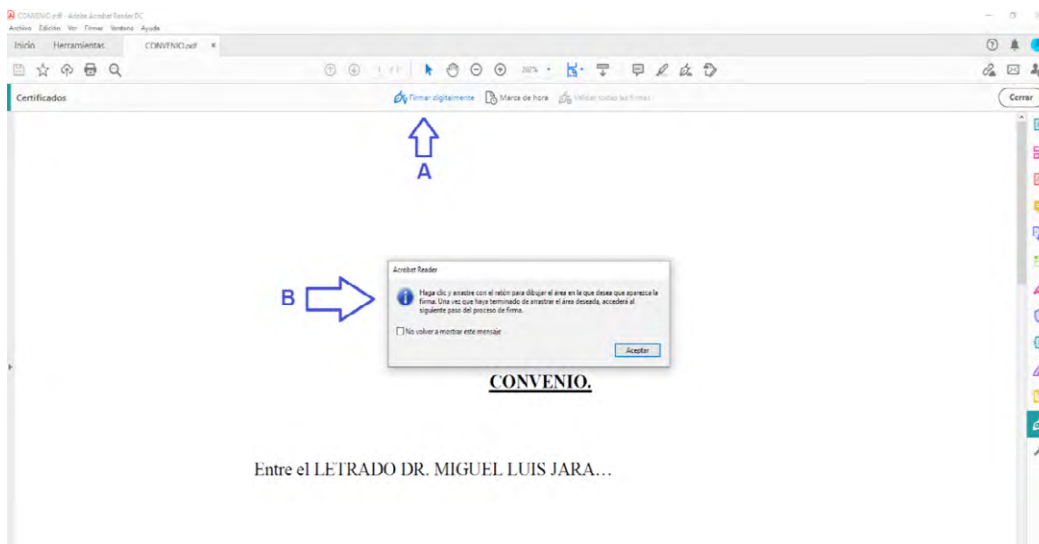 CONVENIO.pdf - Adobe Acrobat Reader DC
Archivo Edición Ver Firmar Ventana Ayuda
Inicio Herramientas CONVENIO.pdf ×
Certificados Firmar digitalmente Marca de hora Validar todas las firmas Cerrar
A
Acrobat Reader
B
Haga clic y arrastre con el ratón para dibujar el área en la que desea que aparezca la
firma. Una vez que haya terminado de arrastrar el área deseada, accederá al
siguiente paso del proceso de firma.
No volver a mostrar este mensaje
Aceptar
CONVENIO.
Entre el LETRADO DR. MIGUEL LUIS JARA…